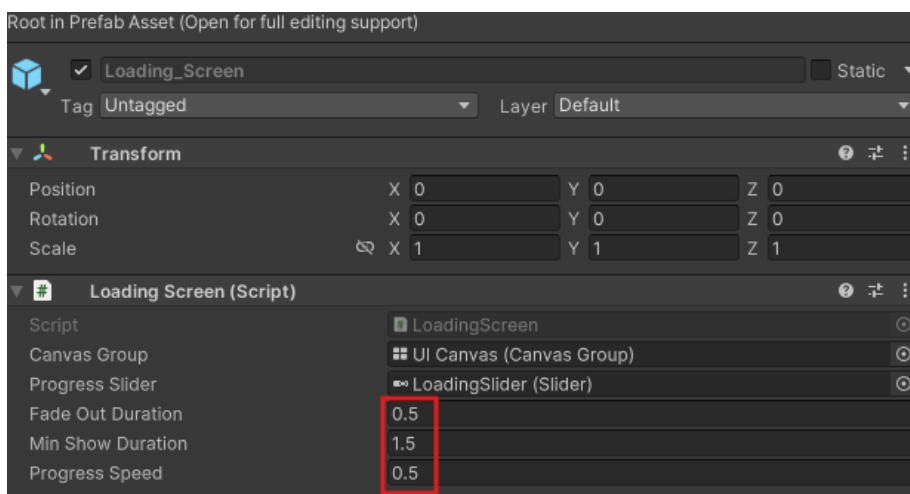 Root in Prefab Asset (Open for full editing support)
Loading_Screen Static
Tag Untagged Layer Default
Transform
Position X 0 Y 0 Z 0
Rotation X 0 Y 0 Z 0
Scale X 1 Y 1 Z 1
# Loading Screen (Script)
Script # LoadingScreen
Canvas Group UI Canvas (Canvas Group)
Progress Slider LoadingSlider (Slider)
Fade Out Duration 0.5
Min Show Duration 1.5
Progress Speed 0.5